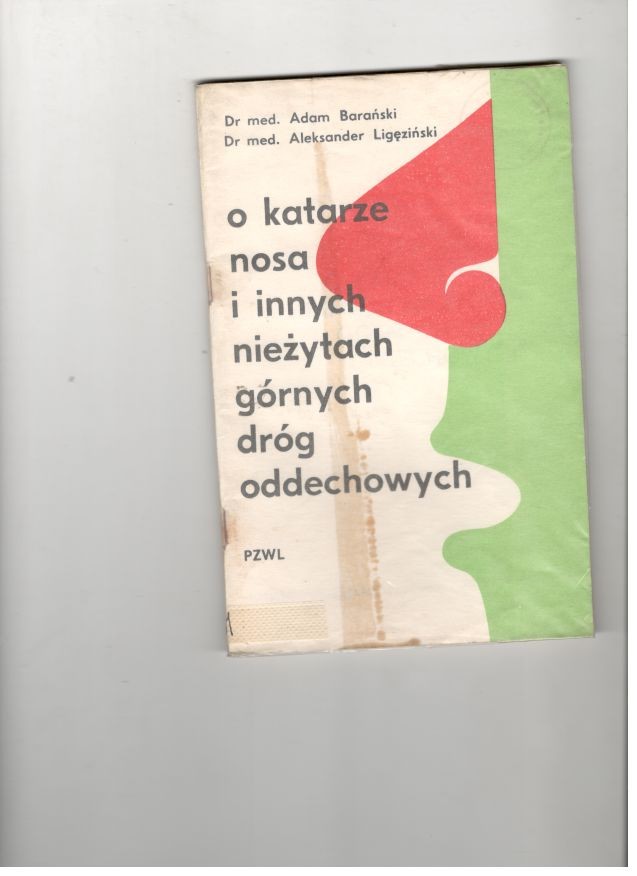 Dr med. Adam Barański
Dr med. Aleksander Ligęziński
o katarze
nosa
i innych
nieżytach
górnych
dróg
oddechowych
PZWL